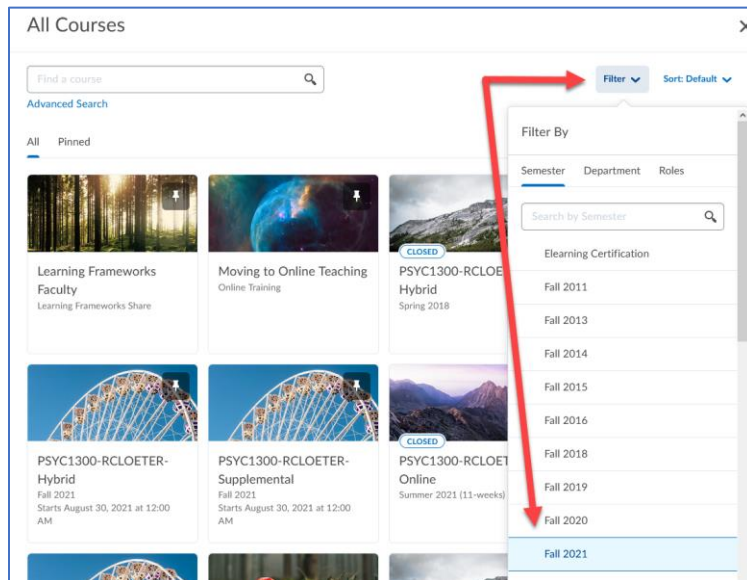 All Courses
Find a course
Filter
Sort: Default
Advanced Search
All Pinned
Learning Frameworks
Faculty
Learning Frameworks Share
Moving to Online Teaching
Online Training
CLOSED
PSYC1300-RCLOE
Hybrid
Spring 2018
PSYC1300-RCLOETER-
Hybrid
Fall 2021
Starts August 30, 2021 at 12:00
AM
PSYC1300-RCLOETER-
Supplemental
Fall 2021
Starts August 30, 2021 at 12:00
AM
CLOSED
PSYC1300-RCLOET
Online
Summer 2021 (11-weeks)
Filter By
Semester Department Roles
Search by Semester
Elearning Certification
Fall 2011
Fall 2013
Fall 2014
Fall 2015
Fall 2016
Fall 2018
Fall 2019
Fall 2020
Fall 2021